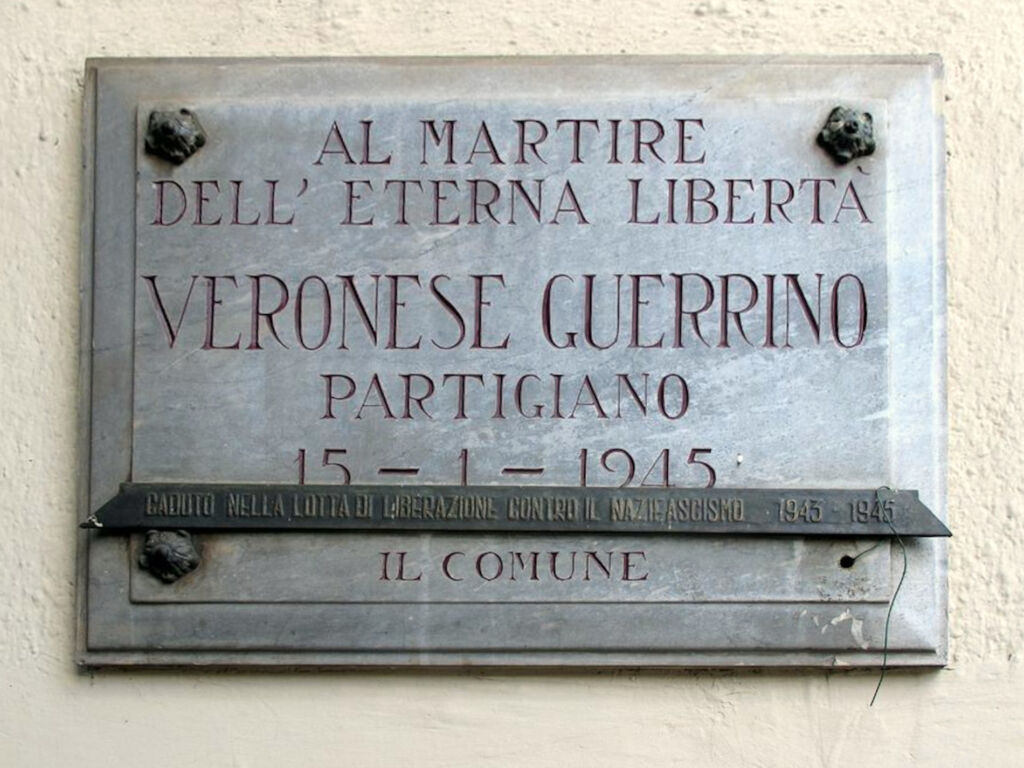 AL MARTIRE
DELL' ETERNA LIBERTÀ
VERONESE GUERRINO
PARTIGIANO
15 - 1 - 1945
CADUTO NELLA LOTTA DI LIBERAZIONE CONTRO IL NAZIFASCISMO 1943 - 1945
IL COMUNE